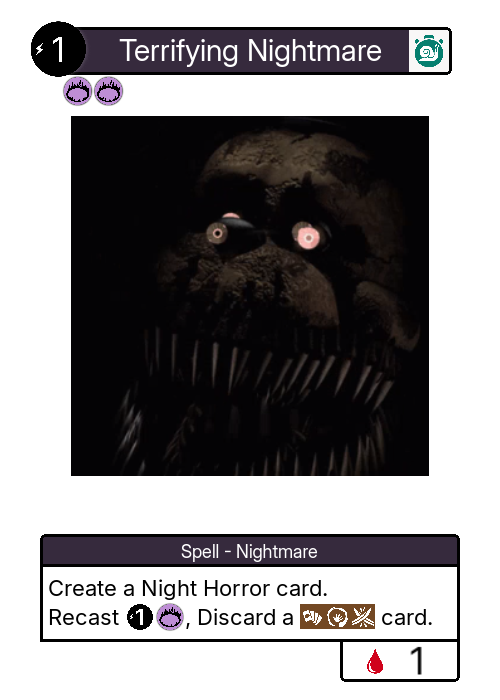 1 Terrifying Nightmare
Spell - Nightmare
Create a Night Horror card.
Recast 1 , Discard a card.
1